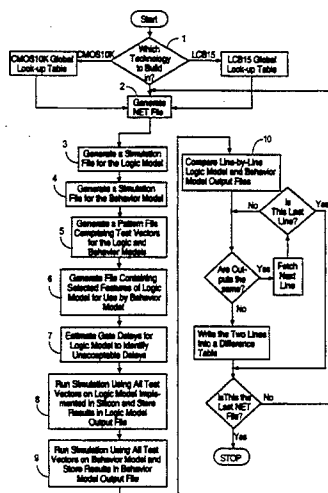 Start
1
Which
Technology
to Build
in?
CMOS10K
LCB15
CMOS10K Global
Look-up Table
LCB15 Global
Look-up Table
2
Generate
NET File
3
Generate a Simulation
File for the Logic Model
4
Generate a Simulation
File for the Behavior Model
5
Generate a Pattern File
Comprising Test Vectors
for the Logic and
Behavior Models
6
Generate File Containing
Selected Features of
Logic Model for Use by
Behavior Model
7
Estimate Gate Delays for
Logic Model to Identify
Unacceptable Delays
8
Run Simulation Using All Test
Vectors on Logic Model Imple-
mented in Silicon and Store
Results in Logic Model
Output File
9
Run Simulation Using All Test
Vectors on Behavior Model and
Store Results in Behavior Model
Output File
10
Compare Line-by-Line
Logic Model and Behavior
Model Output Files
Is
This Last
Line?
No
Yes
Fetch
Next
Line
Are Out-
puts the
same?
Yes
No
Write the Two Lines
Into a Difference
Table
Is This the
Last NET
File?
No
Yes
STOP